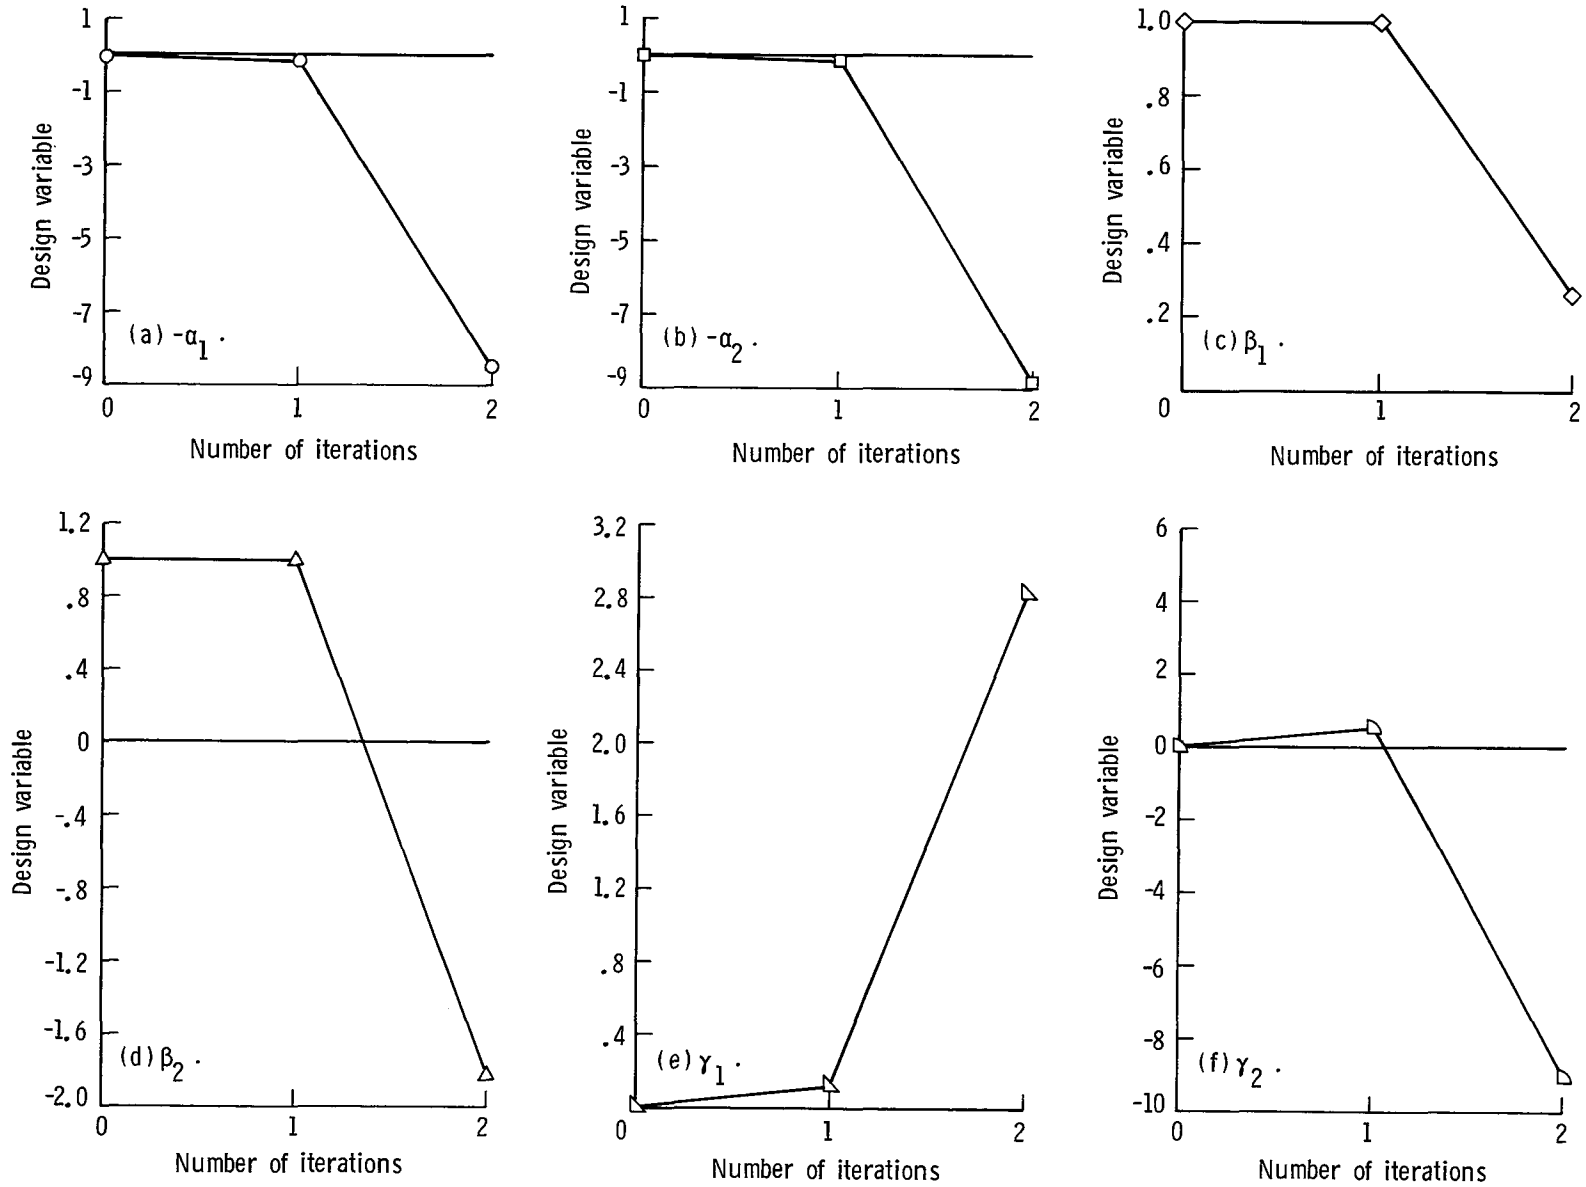 1
-1
-3
-5
-7
-9
Design variable
(a) -α1 .
0 1 2
Number of iterations
1
-1
-3
-5
-7
-9
Design variable
(b) -α2 .
0 1 2
Number of iterations
1.0
.8
.6
.4
.2
0
Design variable
(c) β1 .
1 2
Number of iterations
1.2
.8
.4
0
-.4
-.8
-1.2
-1.6
-2.0
Design variable
(d) β2 .
0 1 2
Number of iterations
3.2
2.8
2.4
2.0
1.6
1.2
.8
.4
Design variable
(e) γ1 .
0 1 2
Number of iterations
6
4
2
0
-2
-4
-6
-8
-10
Design variable
(f) γ2 .
0 1 2
Number of iterations